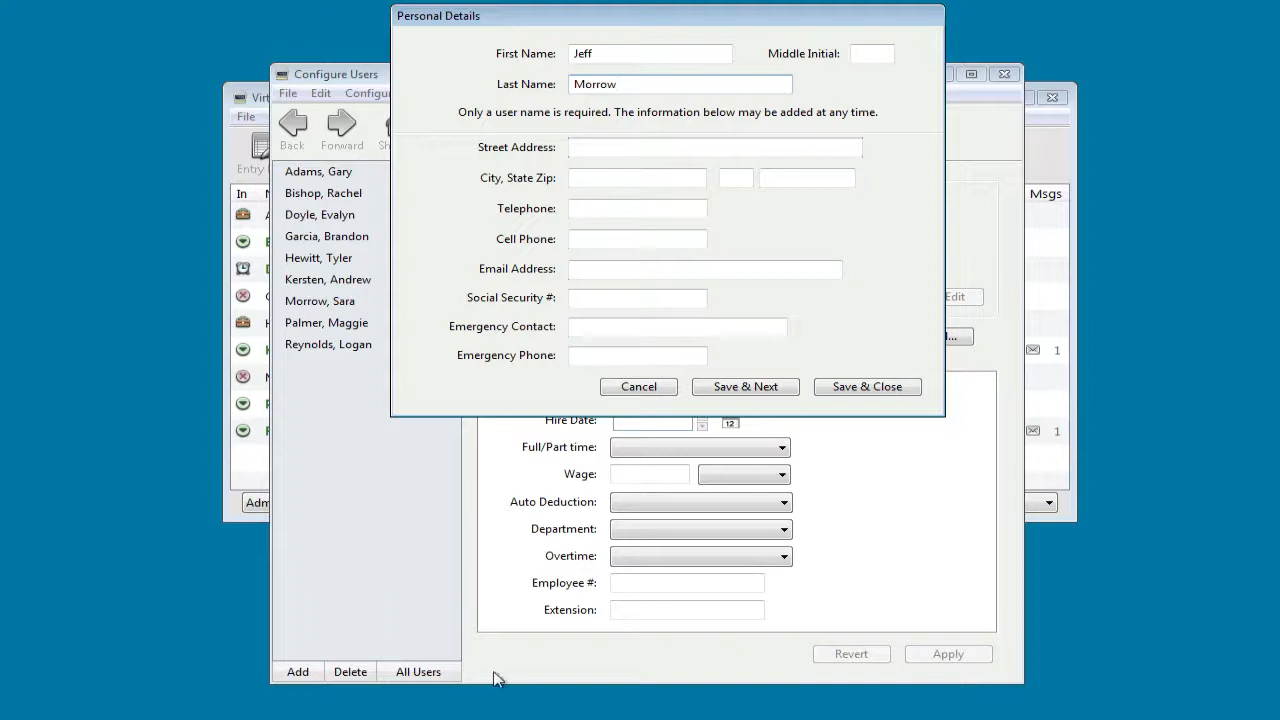 Personal Details
First Name: Jeff Middle Initial:
Last Name: Morrow
Only a user name is required. The information below may be added at any time.
Street Address:
City, State Zip:
Telephone:
Cell Phone:
Email Address:
Social Security #:
Emergency Contact:
Emergency Phone:
Cancel Save & Next Save & Close
Configure Users
File Edit
Back Forward
Adams, Gary
Bishop, Rachel
Doyle, Evalyn
Garcia, Brandon
Hewitt, Tyler
Kersten, Andrew
Morrow, Sara
Palmer, Maggie
Reynolds, Logan
Add Delete All Users
Edit
...
Hire Date: 12
Full/Part time:
Wage:
Auto Deduction:
Department:
Overtime:
Employee #:
Extension:
Revert Apply
File
Entry
In
Msgs
1
1